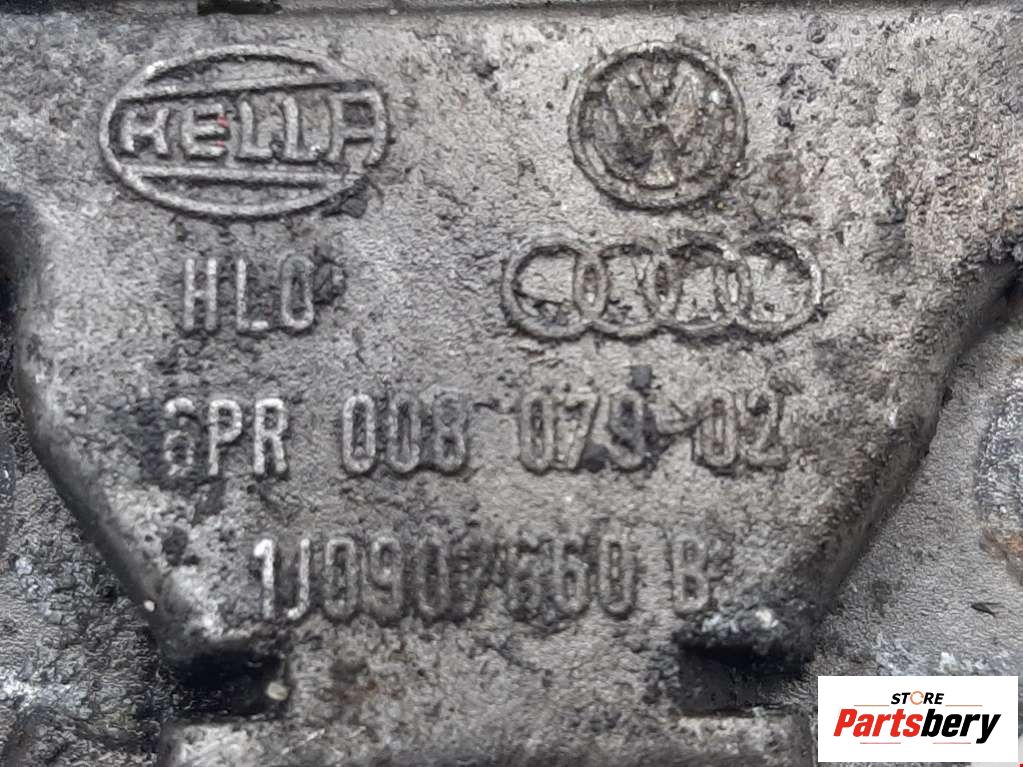 HELLA
HLO
6PR 008 079-02
1J0907660 B
STORE
Partsbery